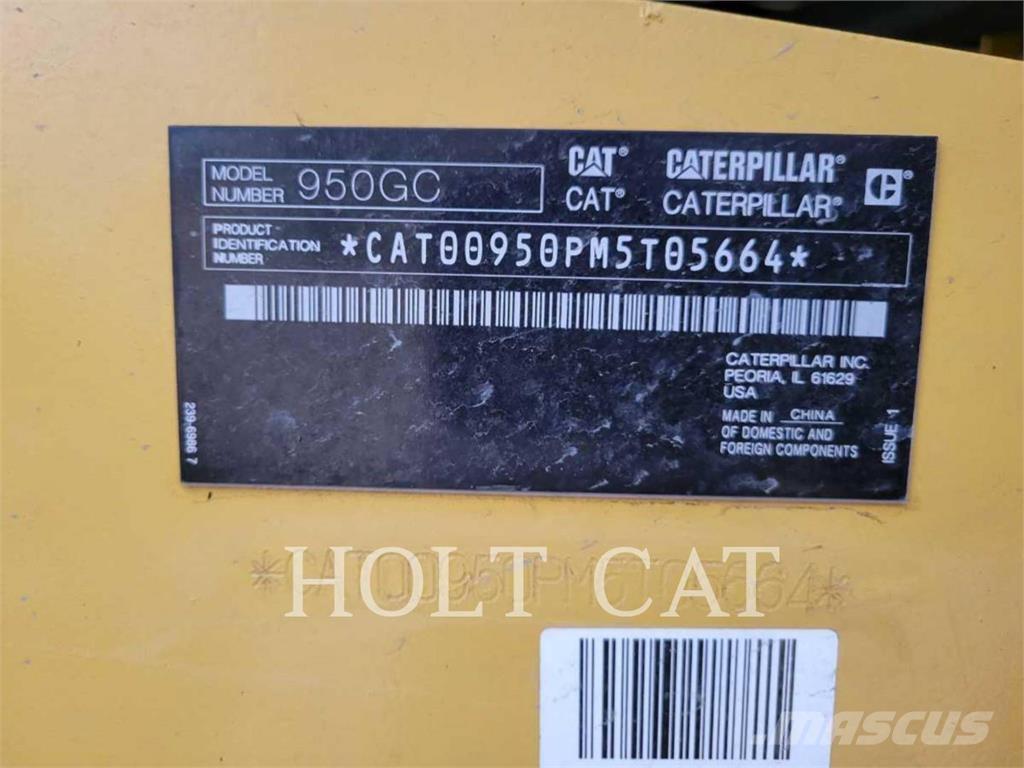 MODEL NUMBER 950GC
CAT® CATERPILLAR®
CAT® CATERPILLAR®
PRODUCT IDENTIFICATION NUMBER *CAT00950PM5T05664*
CATERPILLAR INC.
PEORIA, IL 61629
USA
MADE IN CHINA
OF DOMESTIC AND
FOREIGN COMPONENTS
239-6986 7
ISSUE 1
*CAT00950PM5T05664*
HOLT CAT
MASCUS